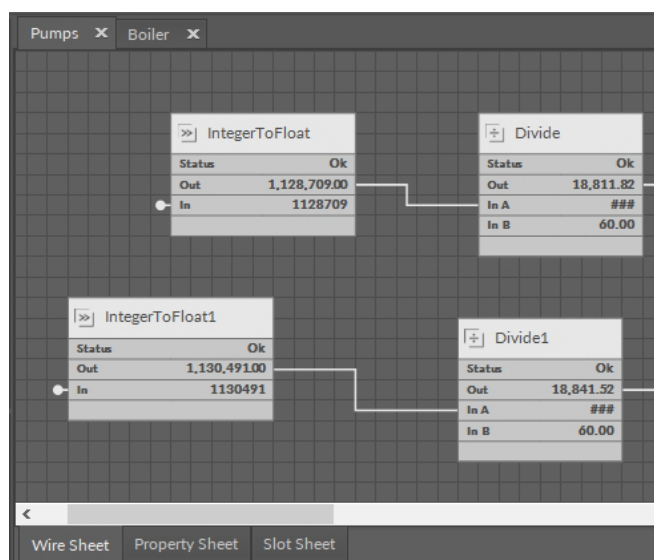 Pumps X Boiler X
IntegerToFloat
Status Ok
Out 1,128,709.00
In 1128709
Divide
Status Ok
Out 18,811.82
In A ###
In B 60.00
IntegerToFloat1
Status Ok
Out 1,130,491.00
In 1130491
Divide1
Status Ok
Out 18,841.52
In A ###
In B 60.00
Wire Sheet Property Sheet Slot Sheet